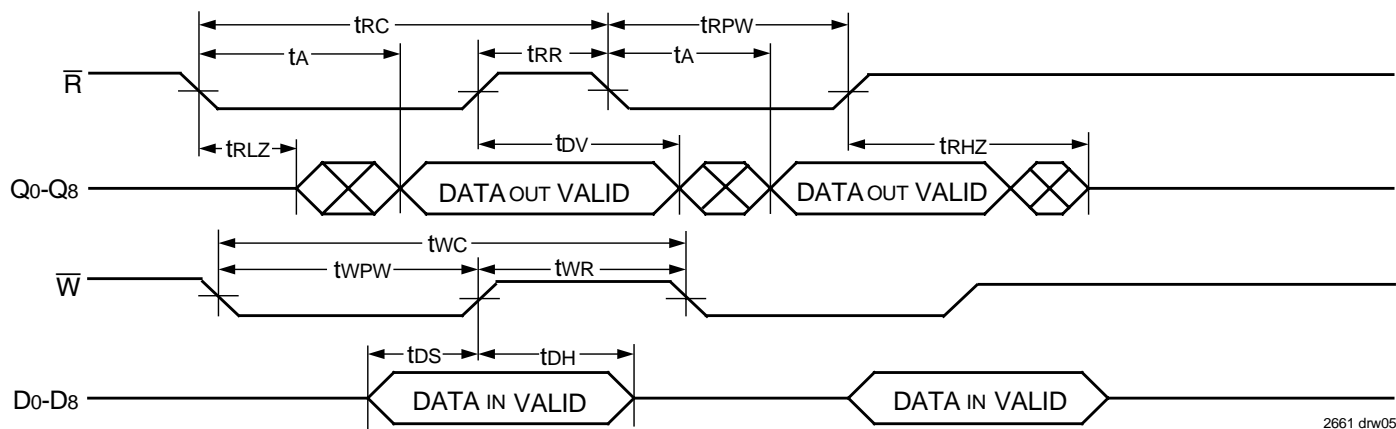 tRC
tRPW
tA
tRR
tA
R̅
tRLZ
tDV
tRHZ
Q0-Q8
DATA OUT VALID
DATA OUT VALID
tWC
tWPW
tWR
W̅
tDS
tDH
D0-D8
DATA IN VALID
DATA IN VALID
2661 drw05